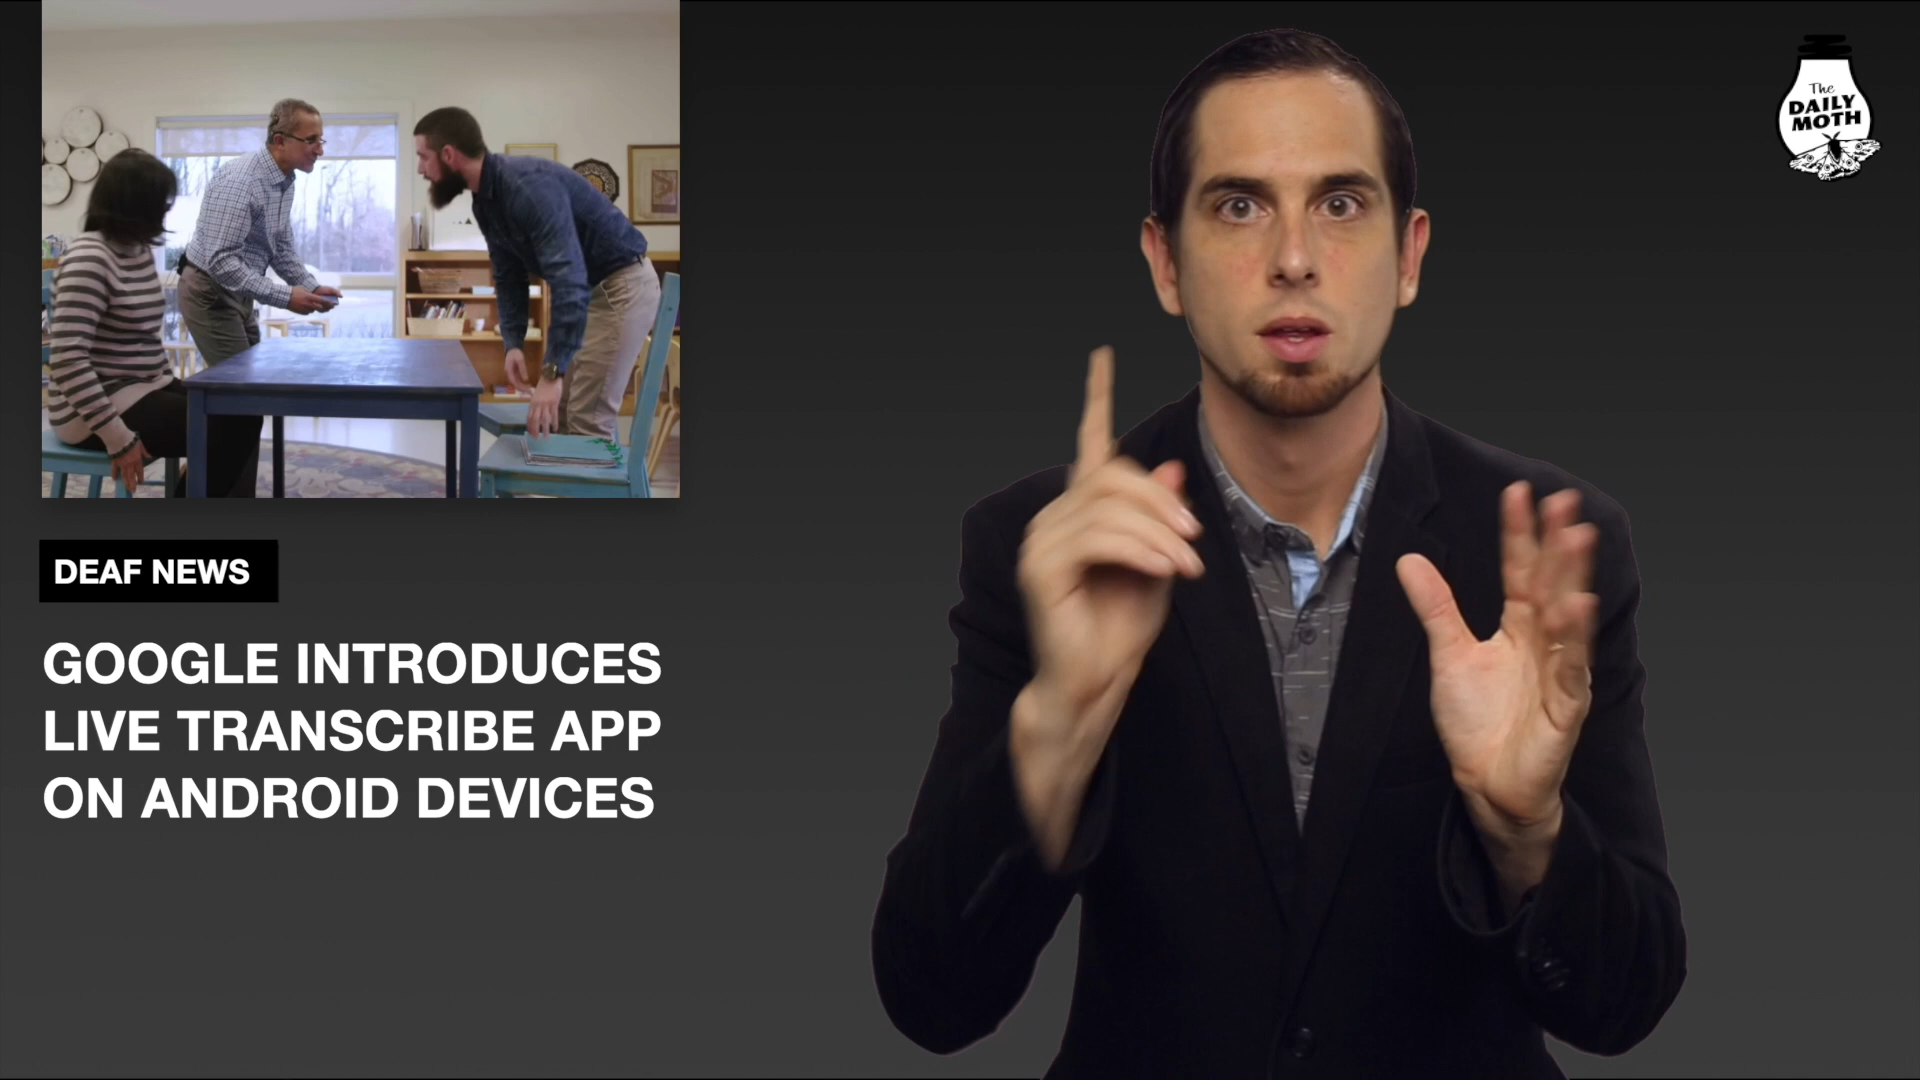 The
DAILY
MOTH
DEAF NEWS
GOOGLE INTRODUCES
LIVE TRANSCRIBE APP
ON ANDROID DEVICES